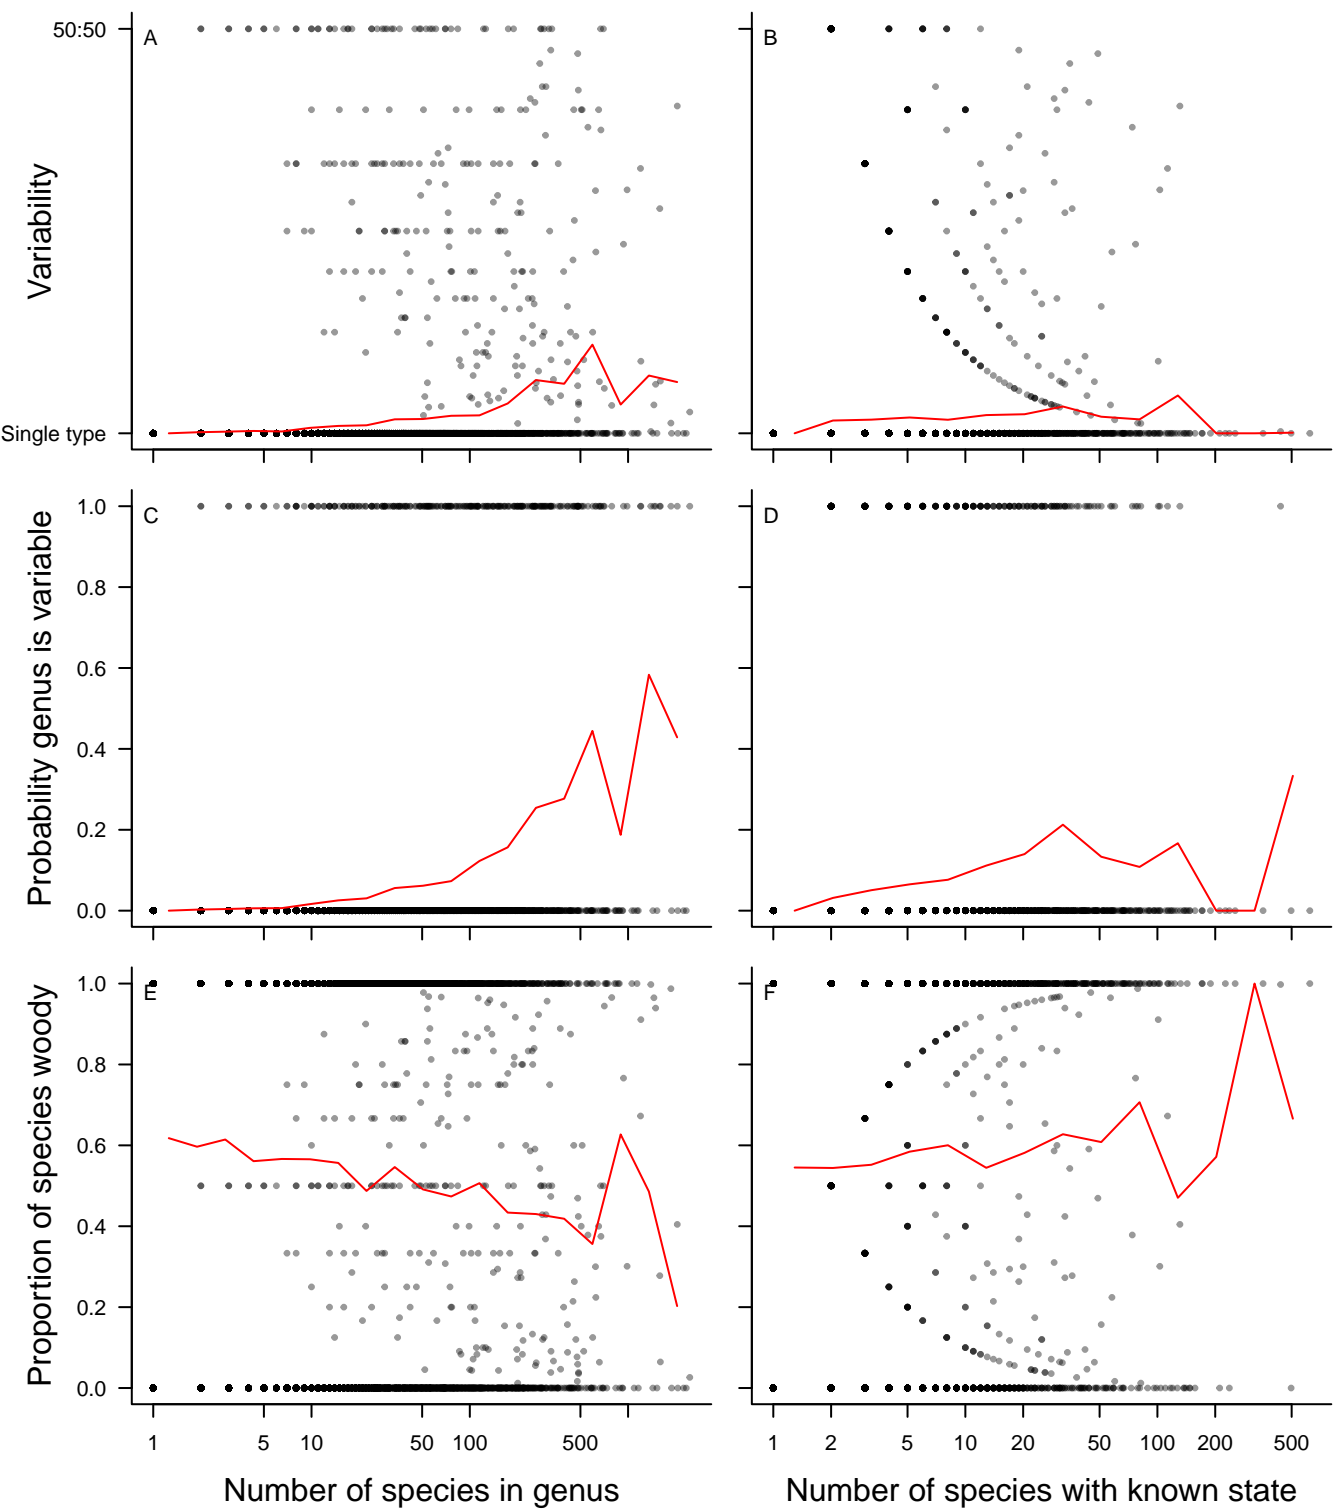 50:50
A
B
Variability
Single type
1.0
C
D
0.8
0.6
0.4
0.2
0.0
Probability genus is variable
1.0
E
F
0.8
0.6
0.4
0.2
0.0
Proportion of species woody
1 5 10 50 100 500
1 2 5 10 20 50 100 200 500
Number of species in genus
Number of species with known state